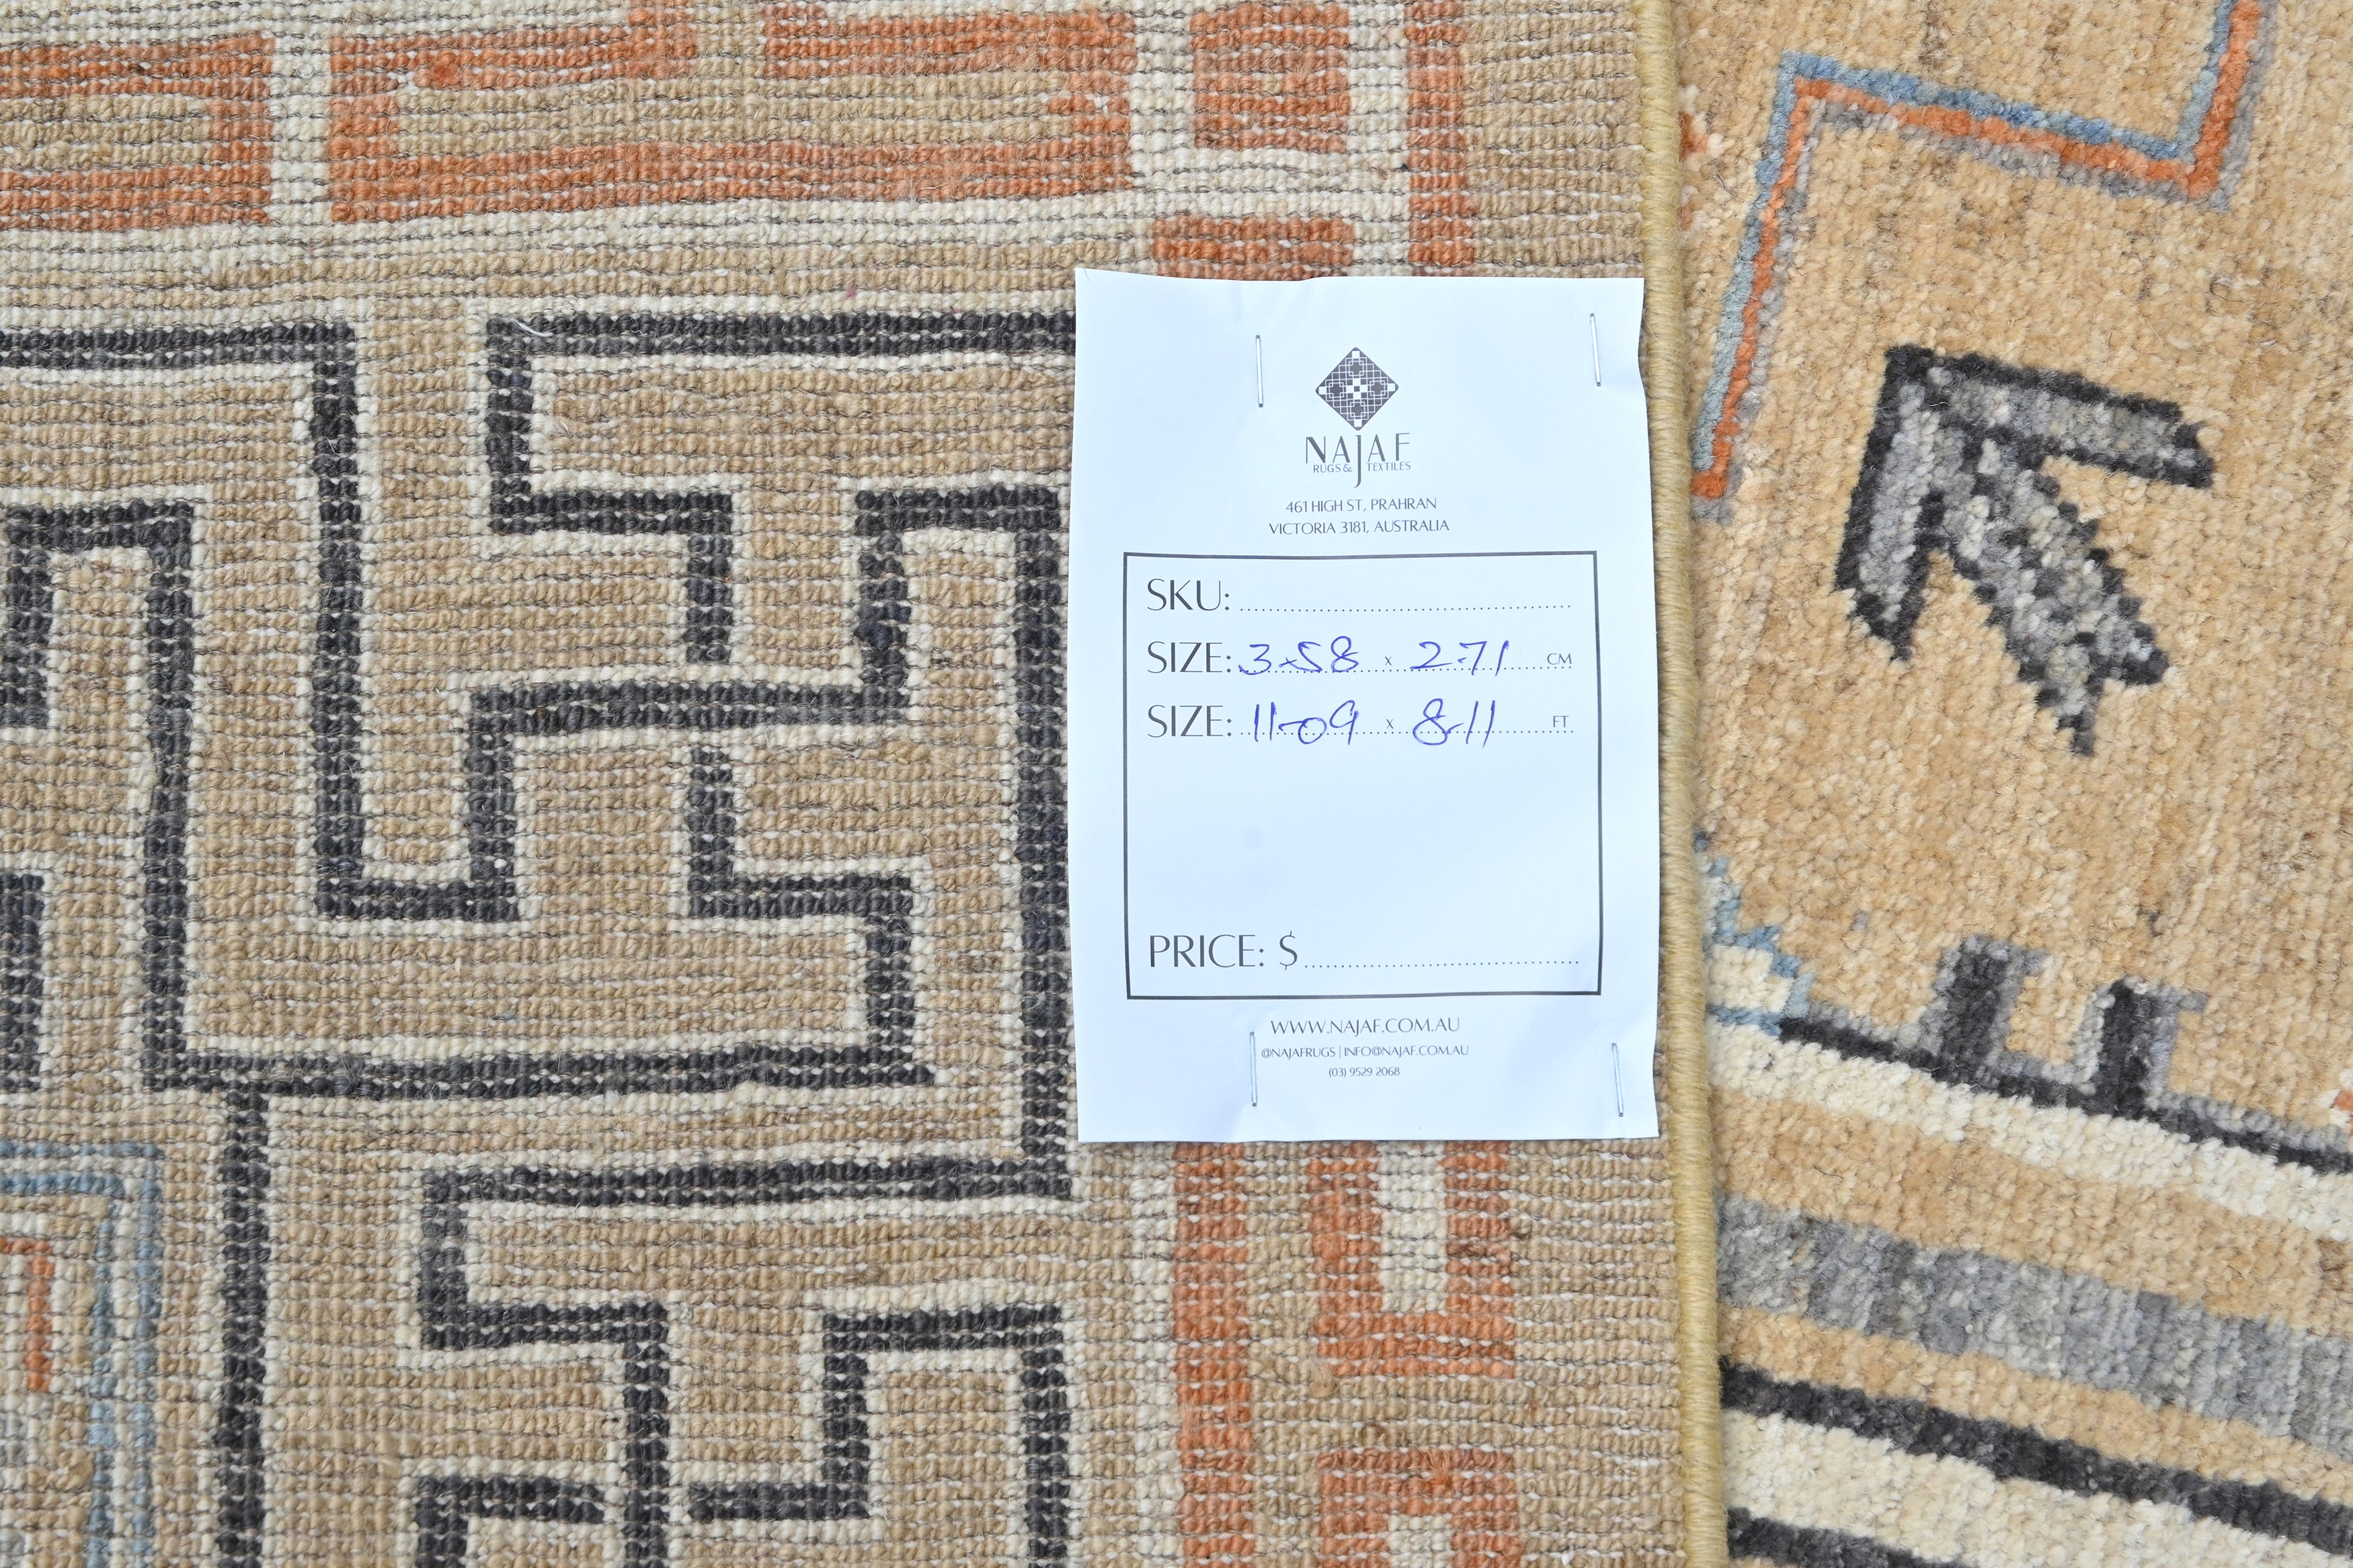 NAJAF
RUGS & TEXTILES
461 HIGH ST, PRAHRAN
VICTORIA 3181, AUSTRALIA
SKU:
SIZE: 3.58 x 2.71 CM
SIZE: 11-09 x 8.11 FT
PRICE: $
WWW.NAJAF.COM.AU
@NAJAFRUGS | INFO@NAJAF.COM.AU
(03) 9529 2068